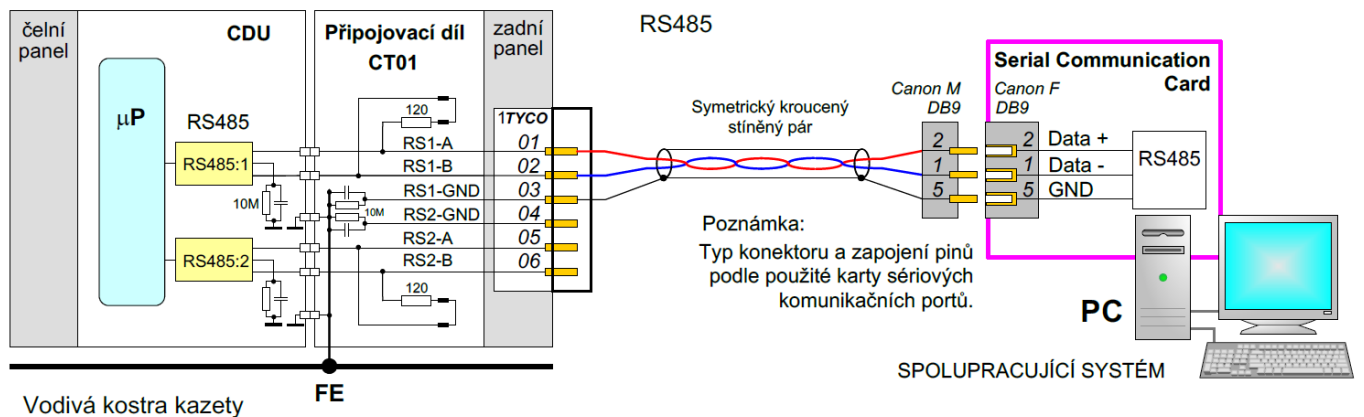 RS485
čelní
panel
CDU
Připojovací díl
CT01
zadní
panel
Serial Communication
Card
Canon M
DB9
Canon F
DB9
µP
RS485
120
1TYCO
Symetrický kroucený
stíněný pár
RS485:1
RS1-A
01
RS1-B
02
RS1-GND
03
RS2-GND
04
RS2-A
05
RS2-B
06
10M
10M
RS485:2
120
2
1
5
2
Data +
1
Data -
5
GND
RS485
Poznámka:
Typ konektoru a zapojení pinů
podle použité karty sériových
komunikačních portů.
PC
SPOLUPRACUJÍCÍ SYSTÉM
FE
Vodivá kostra kazety